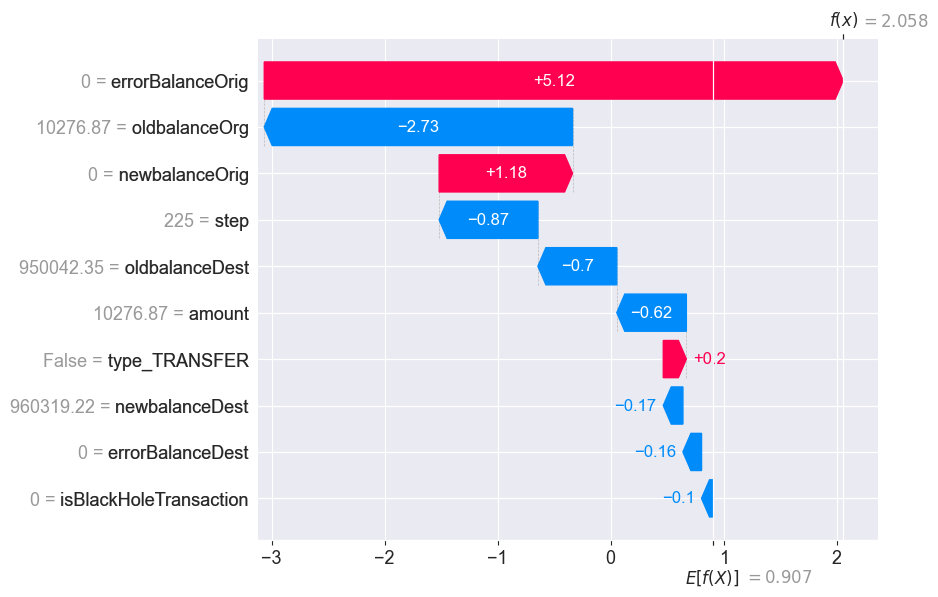 f(x) = 2.058
0 = errorBalanceOrig +5.12
10276.87 = oldbalanceOrg −2.73
0 = newbalanceOrig +1.18
225 = step −0.87
950042.35 = oldbalanceDest −0.7
10276.87 = amount −0.62
False = type_TRANSFER +0.2
960319.22 = newbalanceDest −0.17
0 = errorBalanceDest −0.16
0 = isBlackHoleTransaction −0.1
−3 −2 −1 0 1 2
E[f(X)] = 0.907